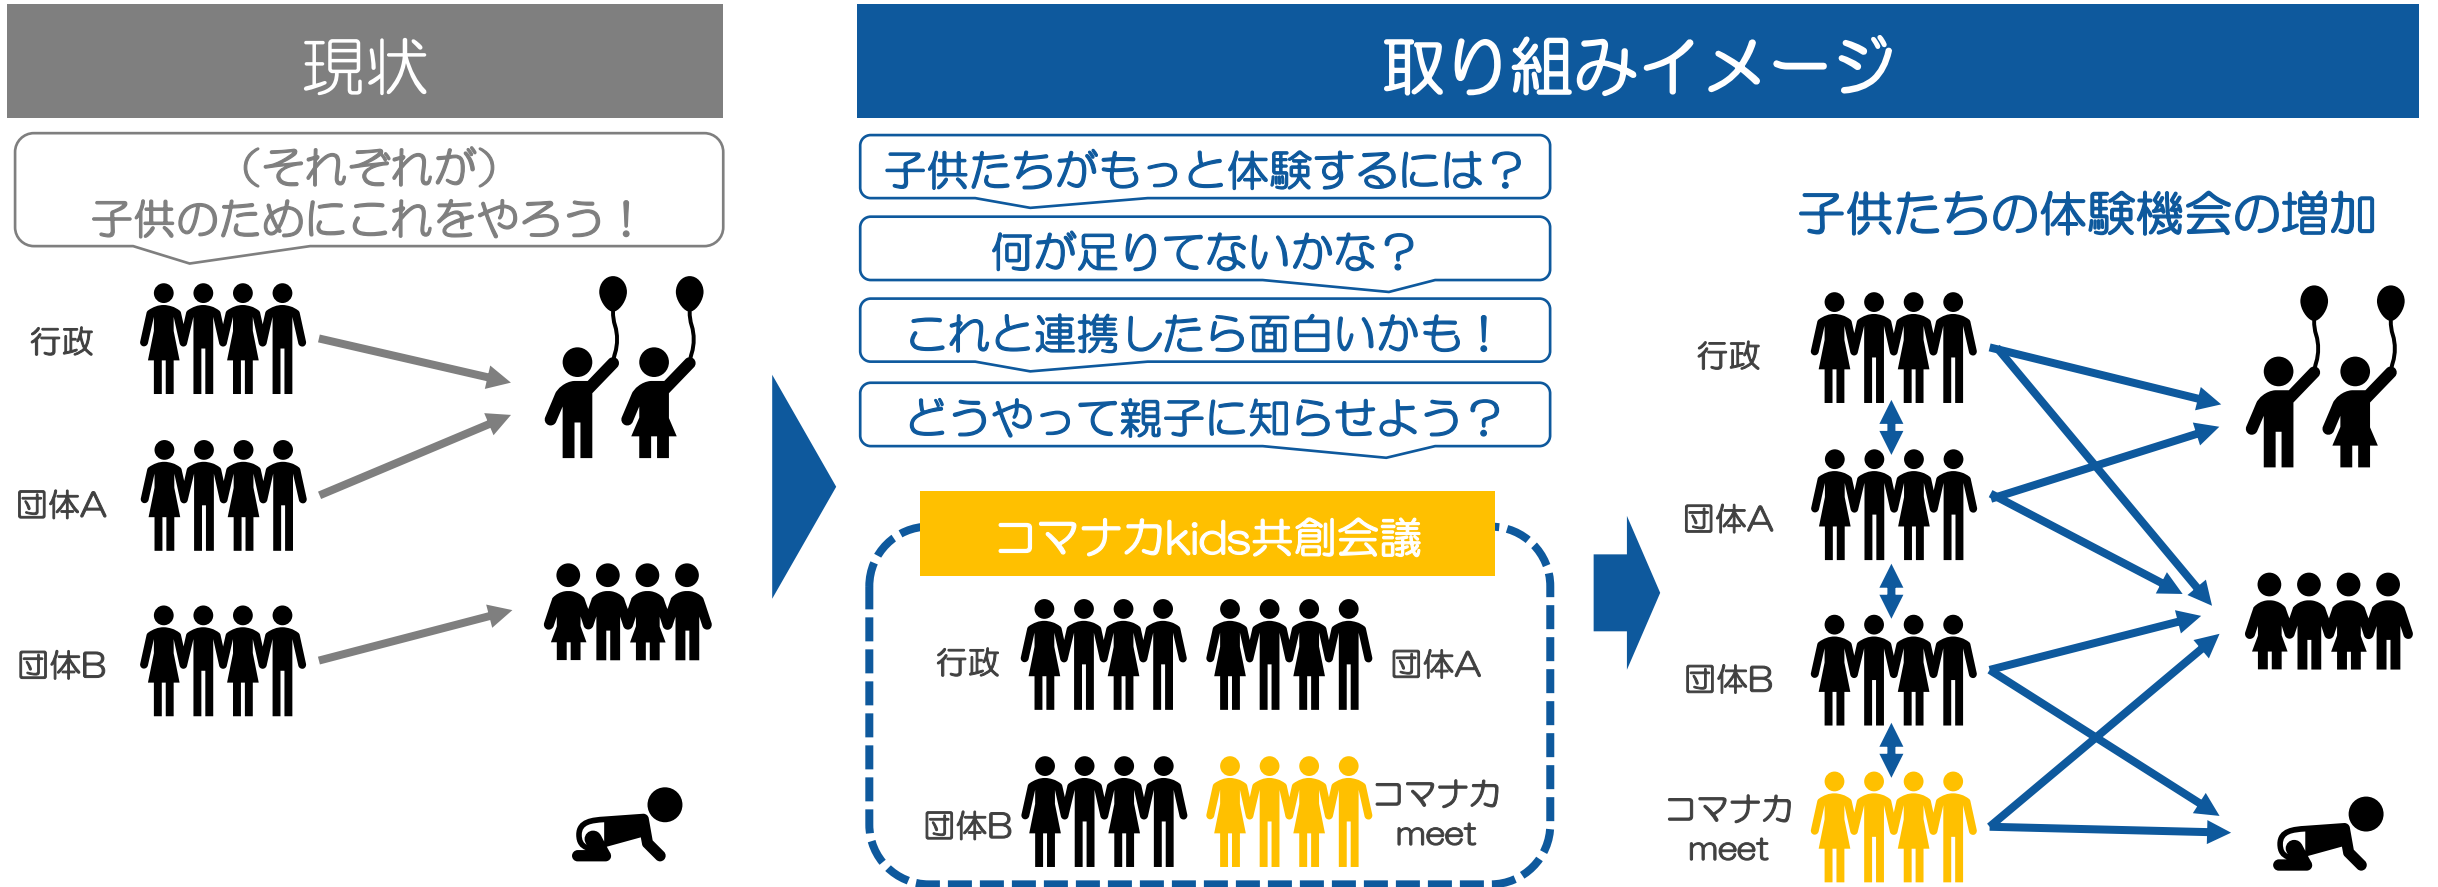 現状
(それぞれが)
子供のためにこれをやろう！
行政
団体A
団体B
取り組みイメージ
子供たちがもっと体験するには？
何が足りてないかな？
これと連携したら面白いかも！
どうやって親子に知らせよう？
コマナカkids共創会議
行政
団体A
団体B
コマナカ
meet
子供たちの体験機会の増加
行政
団体A
団体B
コマナカ
meet